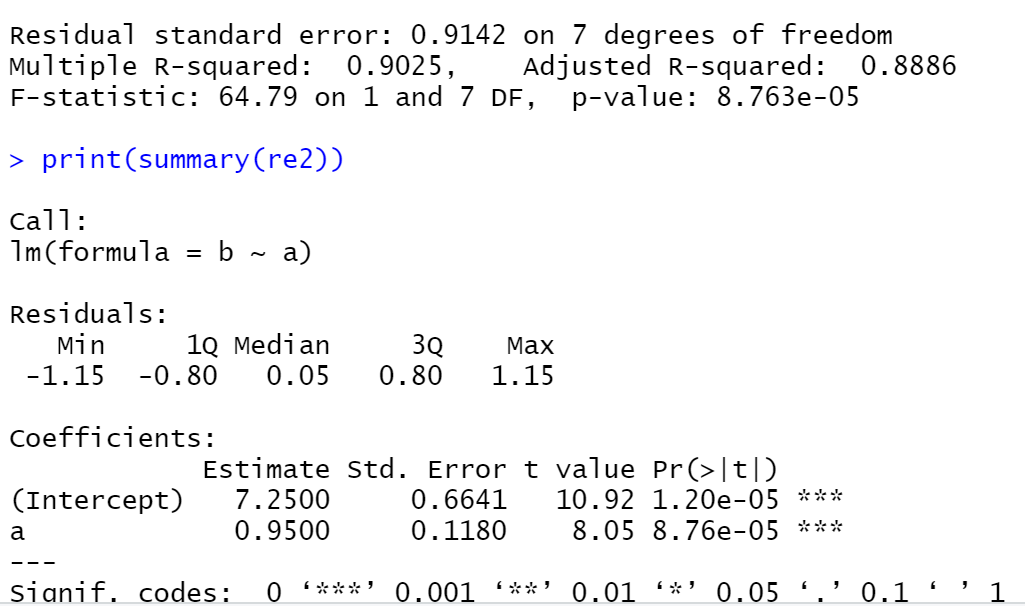 Residual standard error: 0.9142 on 7 degrees of freedom
Multiple R-squared:  0.9025,    Adjusted R-squared:  0.8886
F-statistic: 64.79 on 1 and 7 DF,  p-value: 8.763e-05
> print(summary(re2))
Call:
lm(formula = b ~ a)
Residuals:
   Min     1Q Median     3Q    Max
 -1.15  -0.80   0.05   0.80   1.15
Coefficients:
            Estimate Std. Error t value Pr(>|t|)
(Intercept)   7.2500     0.6641   10.92 1.20e-05 ***
a             0.9500     0.1180    8.05 8.76e-05 ***
---
Signif. codes:  0 ‘***’ 0.001 ‘**’ 0.01 ‘*’ 0.05 ‘.’ 0.1 ‘ ’ 1